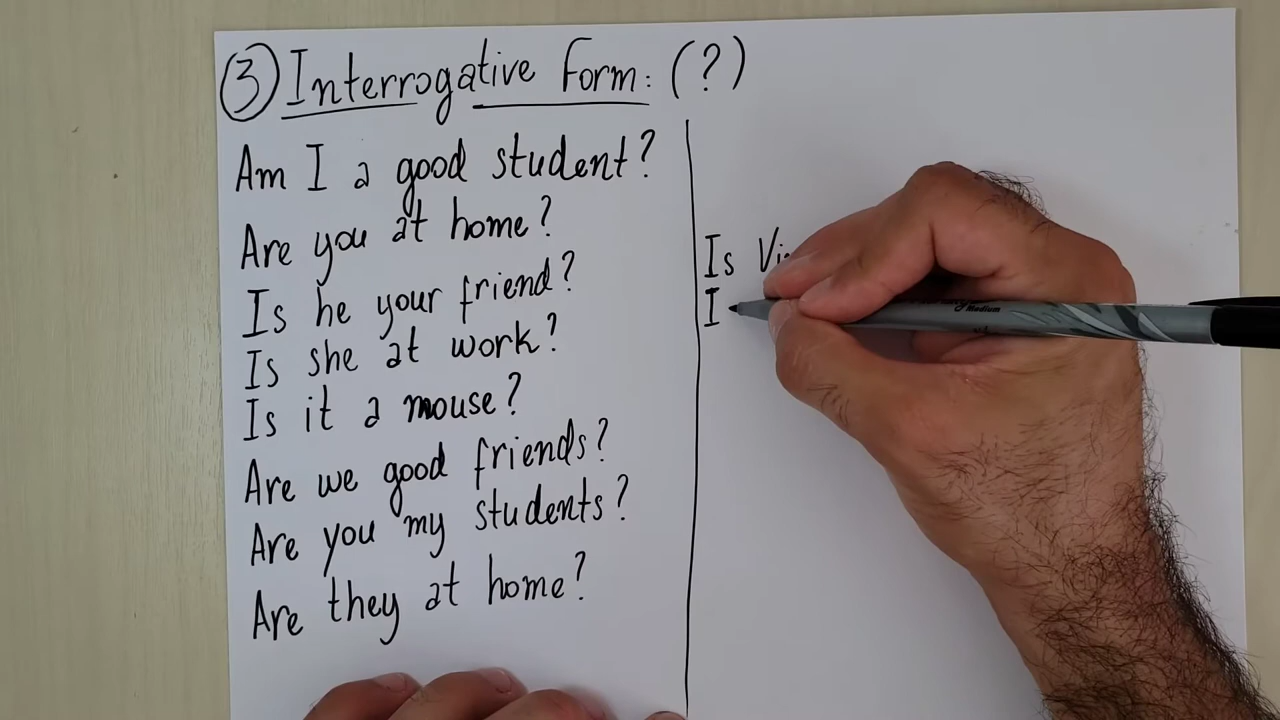 3 Interrogative Form: (?)
Am I a good student?
Are you at home?
Is he your friend?
Is she at work?
Is it a mouse?
Are we good friends?
Are you my students?
Are they at home?
Is
I
Medium